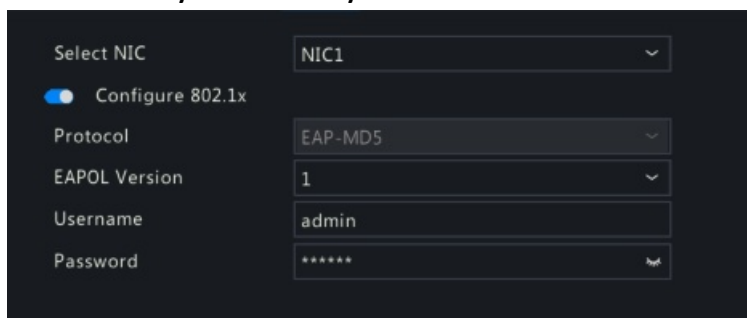 Select NIC NIC1
Configure 802.1x
Protocol EAP-MD5
EAPOL Version 1
Username admin
Password ******